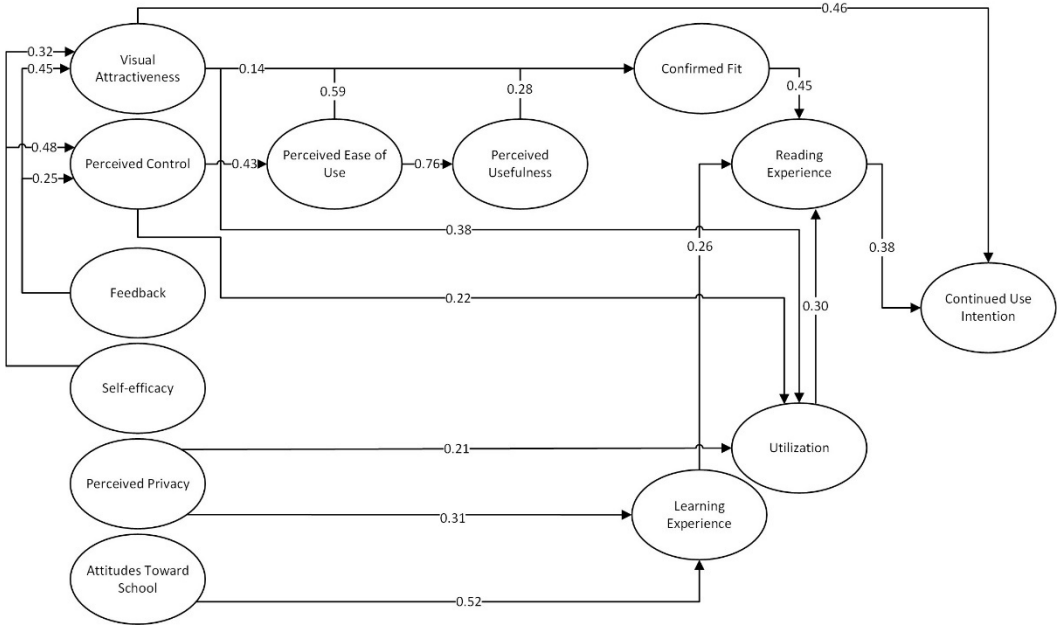 0.46
0.32
0.45
Visual
Attractiveness
0.14
Confirmed Fit
0.59
0.28
0.45
0.48
0.25
Perceived Control
0.43
Perceived Ease of
Use
0.76
Perceived
Usefulness
Reading
Experience
0.38
0.26
0.38
Feedback
0.22
0.30
Continued Use
Intention
Self-efficacy
Perceived Privacy
0.21
Utilization
0.31
Learning
Experience
Attitudes Toward
School
0.52